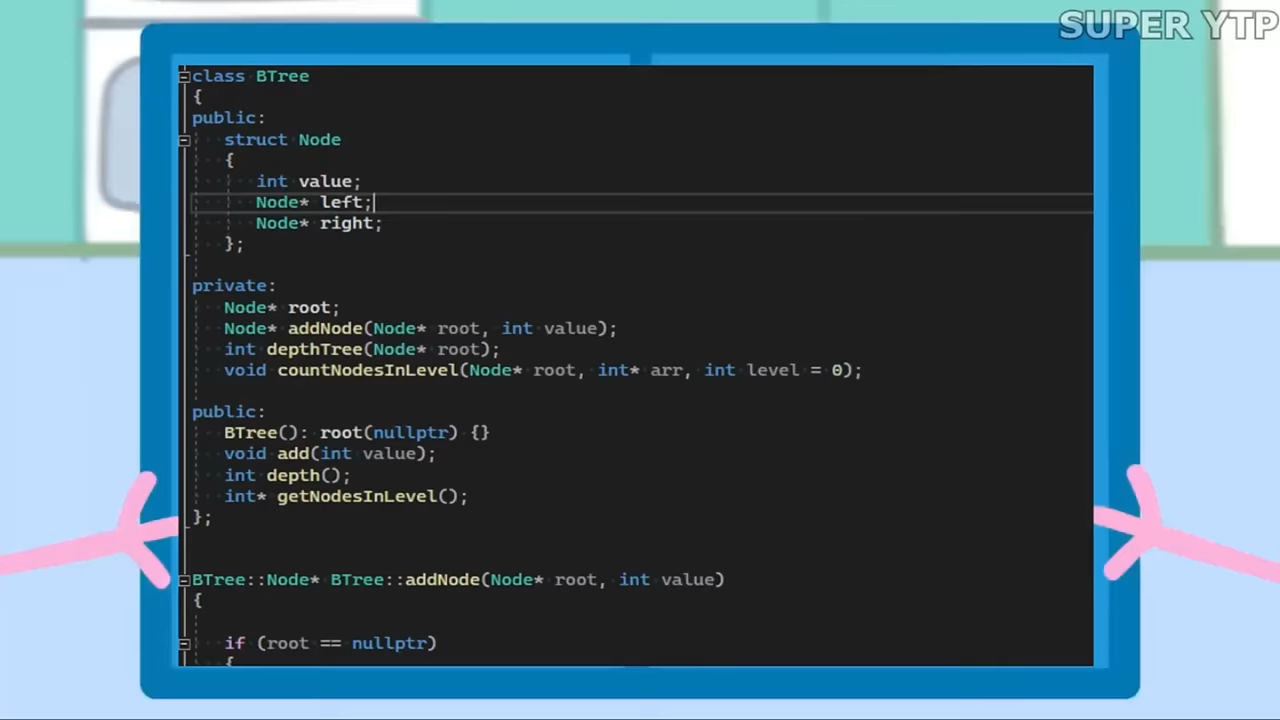 SUPER YTP
class BTree
{
public:
struct Node
{
int value;
Node* left;
Node* right;
};
private:
Node* root;
Node* addNode(Node* root, int value);
int depthTree(Node* root);
void countNodesInLevel(Node* root, int* arr, int level = 0);
public:
BTree(): root(nullptr) {}
void add(int value);
int depth();
int* getNodesInLevel();
};
BTree::Node* BTree::addNode(Node* root, int value)
{
if (root == nullptr)
{